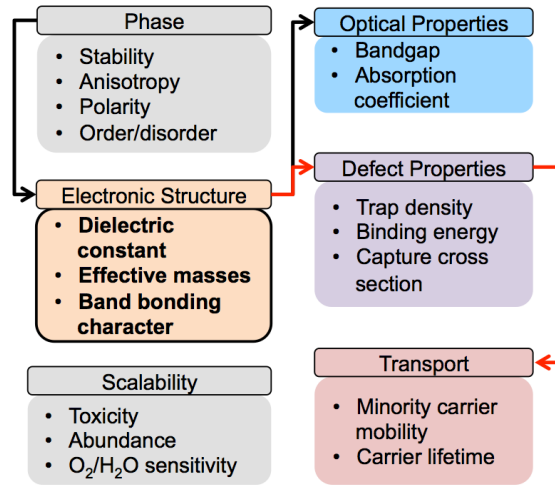 Phase
• Stability
• Anisotropy
• Polarity
• Order/disorder
Electronic Structure
• Dielectric
constant
• Effective masses
• Band bonding
character
Scalability
• Toxicity
• Abundance
• O₂/H₂O sensitivity
Optical Properties
• Bandgap
• Absorption
coefficient
Defect Properties
• Trap density
• Binding energy
• Capture cross
section
Transport
• Minority carrier
mobility
• Carrier lifetime